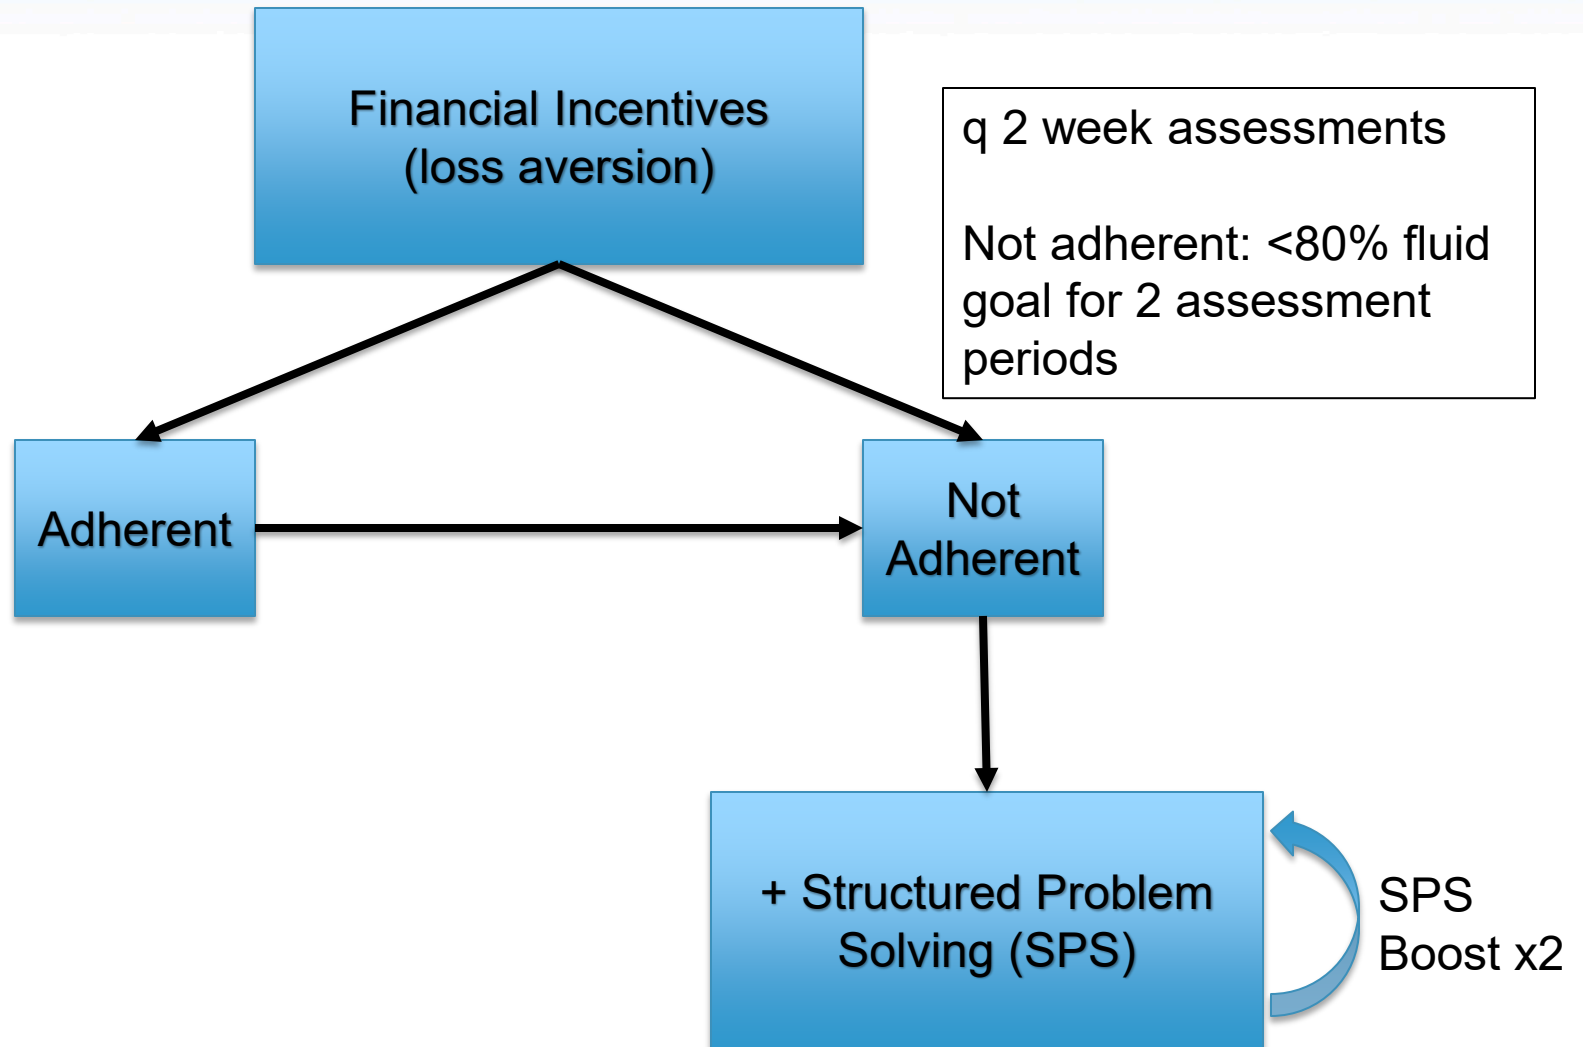 Financial Incentives
(loss aversion)
q 2 week assessments
Not adherent: <80% fluid
goal for 2 assessment
periods
Adherent
Not
Adherent
+ Structured Problem
Solving (SPS)
SPS
Boost x2